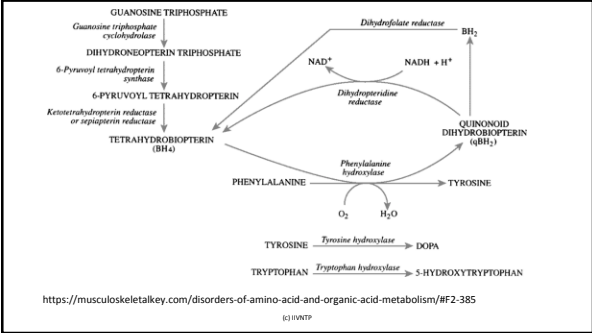 GUANOSINE TRIPHOSPHATE
Guanosine triphosphate
cyclohydrolase
DIHYDRONEOPTERIN TRIPHOSPHATE
6-Pyruvoyl tetrahydropterin
synthase
6-PYRUVOYL TETRAHYDROPTERIN
Ketotetrahydropterin reductase
or sepiapterin reductase
TETRAHYDROBIOPTERIN
(BH4)
Dihydrofolate reductase
BH2
NAD+
NADH + H+
Dihydropteridine
reductase
QUINONOID
DIHYDROBIOPTERIN
(qBH2)
Phenylalanine
hydroxylase
PHENYLALANINE
TYROSINE
O2
H2O
TYROSINE Tyrosine hydroxylase DOPA
TRYPTOPHAN Tryptophan hydroxylase 5-HYDROXYTRYPTOPHAN
https://musculoskeletalkey.com/disorders-of-amino-acid-and-organic-acid-metabolism/#F2-385
(c) IIVNTP